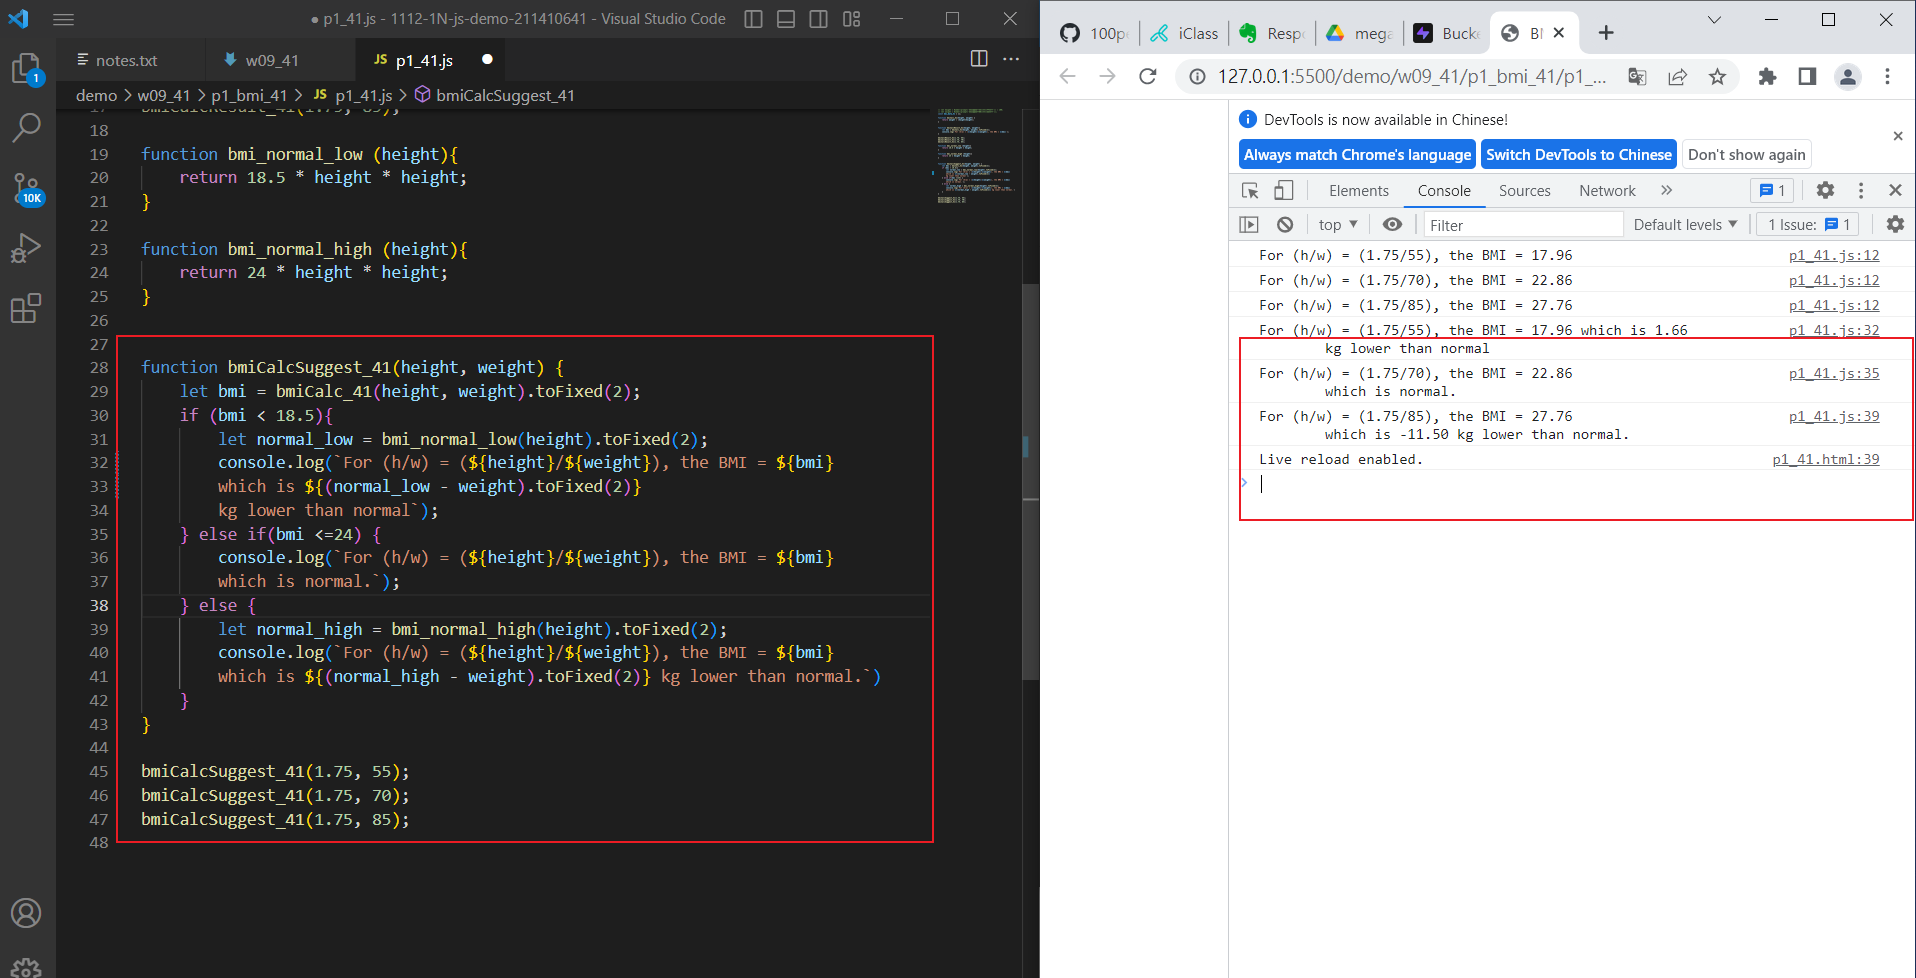 ● p1_41.js - 1112-1N-js-demo-211410641 - Visual Studio Code
notes.txt
w09_41
JS p1_41.js ●
demo > w09_41 > p1_bmi_41 > JS p1_41.js > bmiCalcSuggest_41
1
10K
18
19 function bmi_normal_low (height){
20 return 18.5 * height * height;
21 }
22
23 function bmi_normal_high (height){
24 return 24 * height * height;
25 }
26
27
28 function bmiCalcSuggest_41(height, weight) {
29 let bmi = bmiCalc_41(height, weight).toFixed(2);
30 if (bmi < 18.5){
31 let normal_low = bmi_normal_low(height).toFixed(2);
32 console.log(`For (h/w) = (${height}/${weight}), the BMI = ${bmi}
33 which is ${(normal_low - weight).toFixed(2)}
34 kg lower than normal`);
35 } else if(bmi <=24) {
36 console.log(`For (h/w) = (${height}/${weight}), the BMI = ${bmi}
37 which is normal.`);
38 } else {
39 let normal_high = bmi_normal_high(height).toFixed(2);
40 console.log(`For (h/w) = (${height}/${weight}), the BMI = ${bmi}
41 which is ${(normal_high - weight).toFixed(2)} kg lower than normal.`)
42 }
43 }
44
45 bmiCalcSuggest_41(1.75, 55);
46 bmiCalcSuggest_41(1.75, 70);
47 bmiCalcSuggest_41(1.75, 85);
48
100p
iClass
Resp
mega
Bucke
BM
127.0.0.1:5500/demo/w09_41/p1_bmi_41/p1_...
DevTools is now available in Chinese!
Always match Chrome's language
Switch DevTools to Chinese
Don't show again
Elements Console Sources Network » 1
top ▼ Filter Default levels ▼ 1 Issue: 1
For (h/w) = (1.75/55), the BMI = 17.96 p1_41.js:12
For (h/w) = (1.75/70), the BMI = 22.86 p1_41.js:12
For (h/w) = (1.75/85), the BMI = 27.76 p1_41.js:12
For (h/w) = (1.75/55), the BMI = 17.96 which is 1.66 p1_41.js:32
kg lower than normal
For (h/w) = (1.75/70), the BMI = 22.86 p1_41.js:35
which is normal.
For (h/w) = (1.75/85), the BMI = 27.76 p1_41.js:39
which is -11.50 kg lower than normal.
Live reload enabled. p1_41.html:39
>